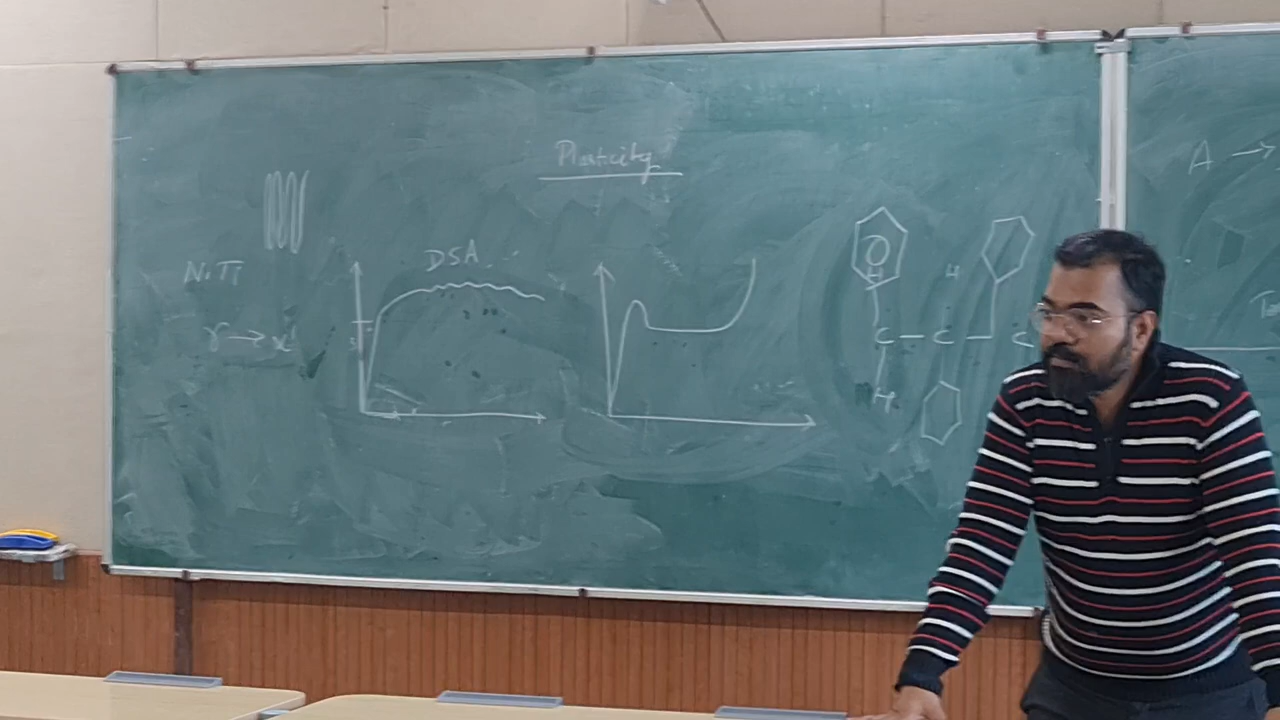 Plasticity
DSA
NiTi
γ → α'
H
H
C — C — C
H
A →